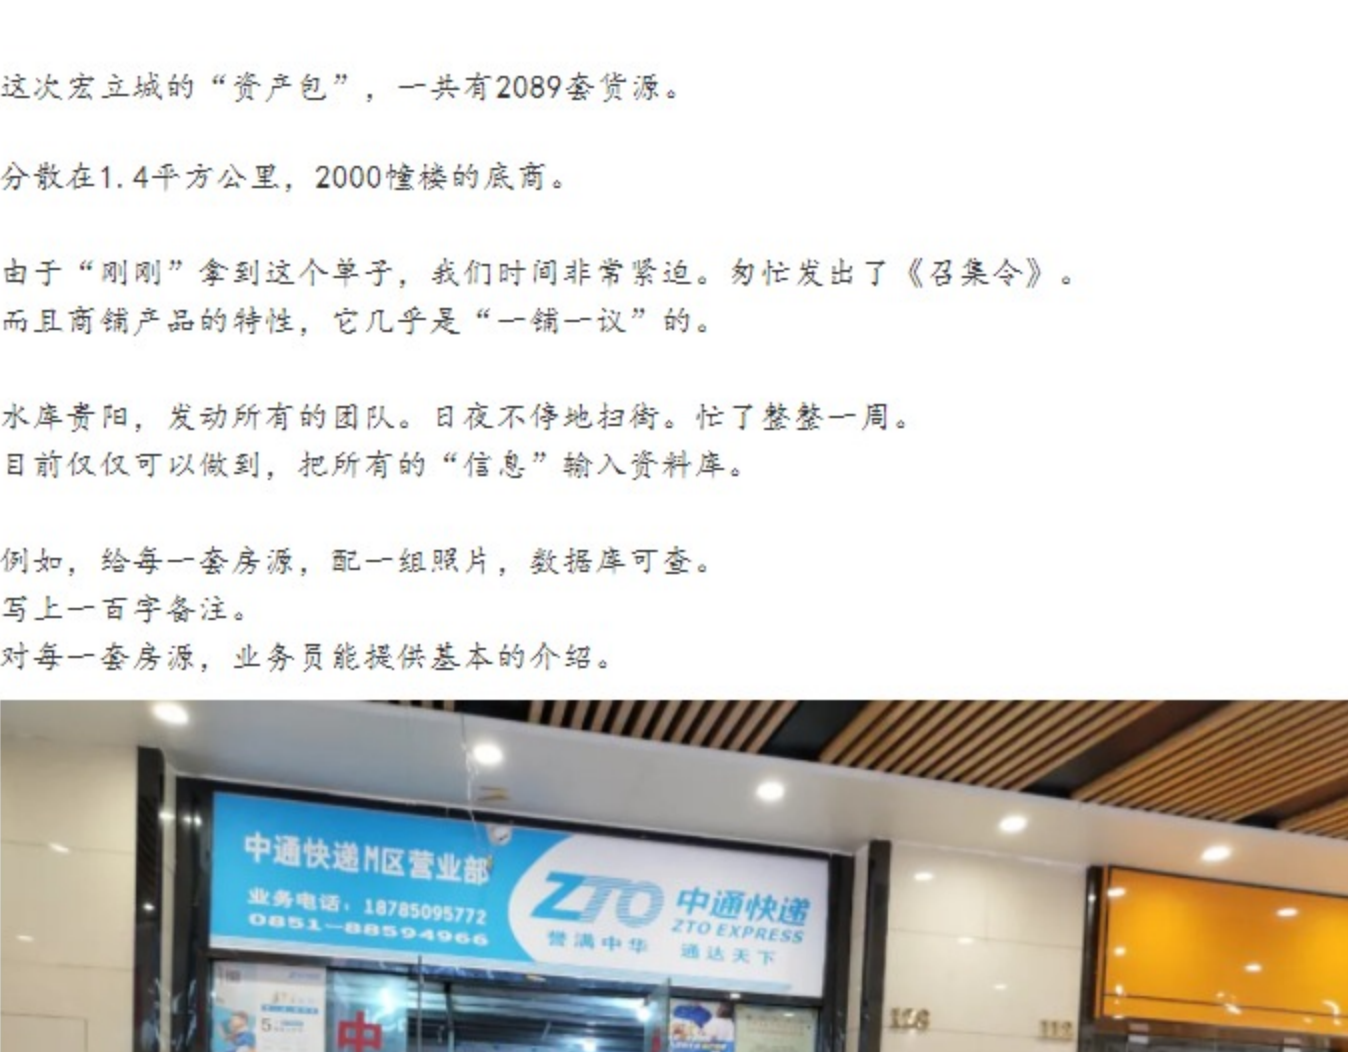 这次宏立城的“资产包”，一共有2089套货源。
分散在1.4平方公里，2000幢楼的底商。
由于“刚刚”拿到这个单子，我们时间非常紧迫。匆忙发出了《召集令》。
而且商铺产品的特性，它几乎是“一铺一议”的。
水库贵阳，发动所有的团队。日夜不停地扫街。忙了整整一周。
目前仅仅可以做到，把所有的“信息”输入资料库。
例如，给每一套房源，配一组照片，数据库可查。
写上一百字备注。
对每一套房源，业务员能提供基本的介绍。
中通快递M区营业部
业务电话：18785095772
0851—88594966
ZTO 中通快递
ZTO EXPRESS
誉满中华 通达天下
中